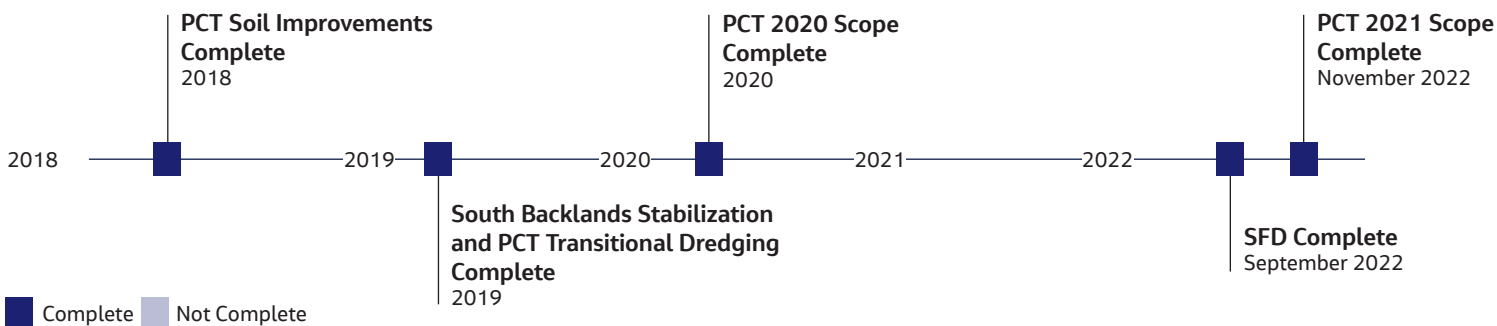 PCT Soil Improvements
Complete
2018
PCT 2020 Scope
Complete
2020
PCT 2021 Scope
Complete
November 2022
2018
2019
2020
2021
2022
South Backlands Stabilization
and PCT Transitional Dredging
Complete
2019
SFD Complete
September 2022
Complete
Not Complete